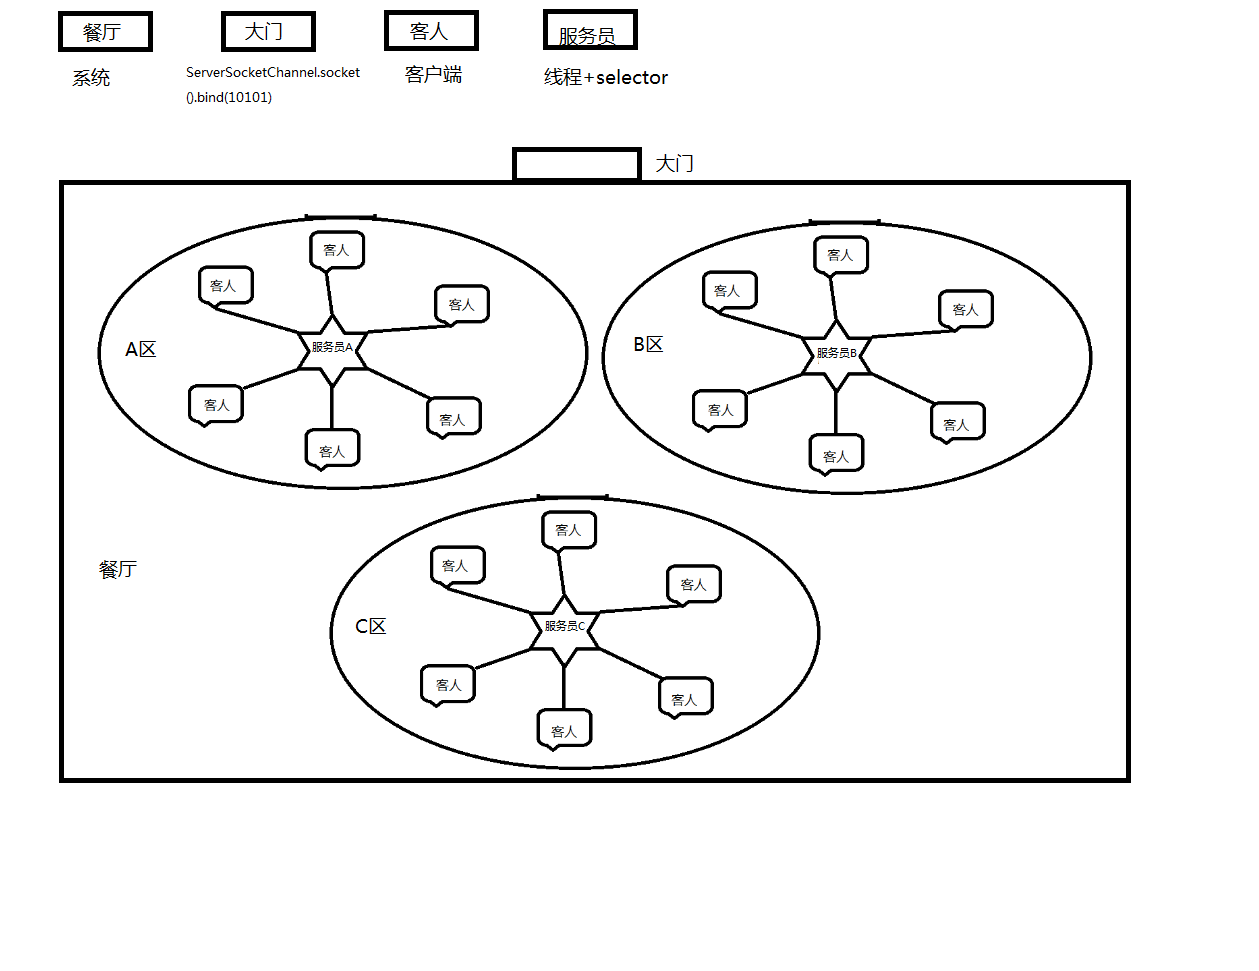 餐厅
大门
客人
服务员
系统
ServerSocketChannel.socket
().bind(10101)
客户端
线程+selector
大门
客人
客人
客人
A区
服务员A
客人
客人
客人
客人
客人
客人
B区
服务员B
客人
客人
客人
餐厅
客人
客人
客人
C区
服务员C
客人
客人
客人